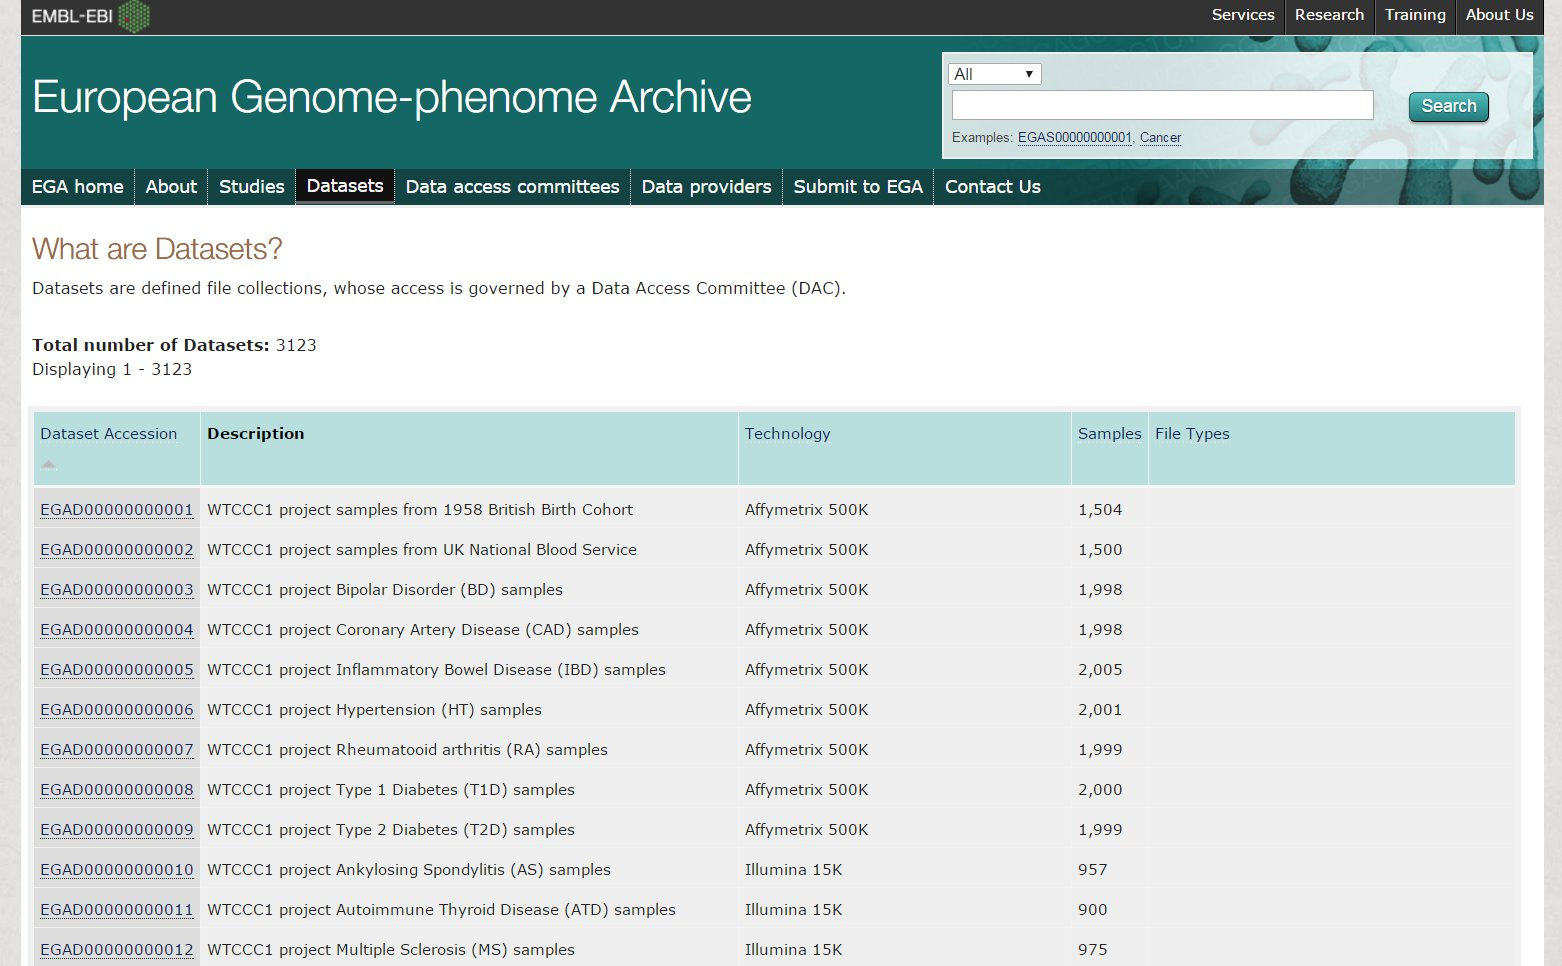 EMBL-EBI
Services Research Training About Us
European Genome-phenome Archive
All
Search
Examples: EGAS00000000001, Cancer
EGA home About Studies Datasets Data access committees Data providers Submit to EGA Contact Us
What are Datasets?
Datasets are defined file collections, whose access is governed by a Data Access Committee (DAC).
Total number of Datasets: 3123
Displaying 1 - 3123
Dataset Accession Description Technology Samples File Types
EGAD00000000001 WTCCC1 project samples from 1958 British Birth Cohort Affymetrix 500K 1,504
EGAD00000000002 WTCCC1 project samples from UK National Blood Service Affymetrix 500K 1,500
EGAD00000000003 WTCCC1 project Bipolar Disorder (BD) samples Affymetrix 500K 1,998
EGAD00000000004 WTCCC1 project Coronary Artery Disease (CAD) samples Affymetrix 500K 1,998
EGAD00000000005 WTCCC1 project Inflammatory Bowel Disease (IBD) samples Affymetrix 500K 2,005
EGAD00000000006 WTCCC1 project Hypertension (HT) samples Affymetrix 500K 2,001
EGAD00000000007 WTCCC1 project Rheumatooid arthritis (RA) samples Affymetrix 500K 1,999
EGAD00000000008 WTCCC1 project Type 1 Diabetes (T1D) samples Affymetrix 500K 2,000
EGAD00000000009 WTCCC1 project Type 2 Diabetes (T2D) samples Affymetrix 500K 1,999
EGAD00000000010 WTCCC1 project Ankylosing Spondylitis (AS) samples Illumina 15K 957
EGAD00000000011 WTCCC1 project Autoimmune Thyroid Disease (ATD) samples Illumina 15K 900
EGAD00000000012 WTCCC1 project Multiple Sclerosis (MS) samples Illumina 15K 975